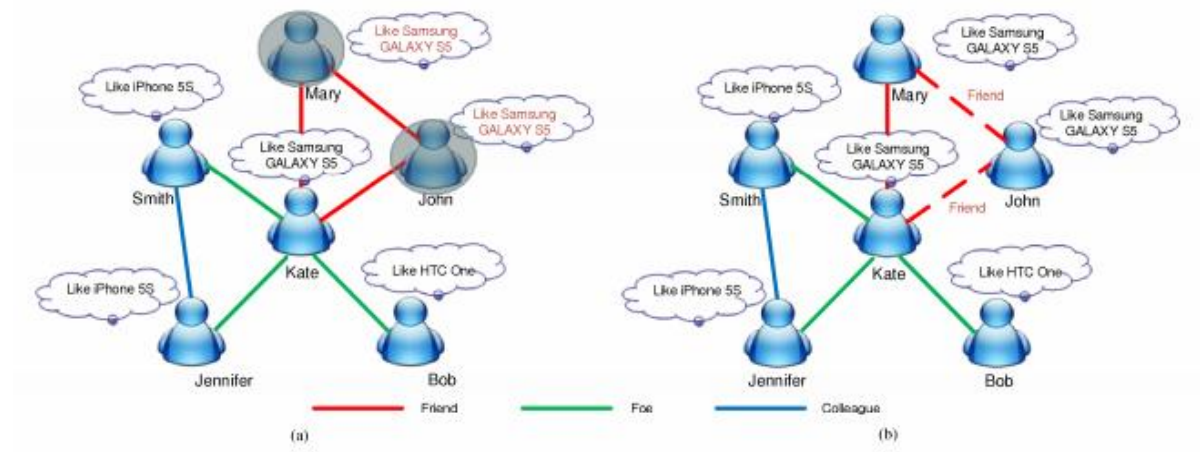 Like Samsung
GALAXY S5
Mary
Like iPhone 5S
Like Samsung
GALAXY S5
Like Samsung
GALAXY S5
Smith
John
Kate
Like HTC One
Like iPhone 5S
Jennifer
Bob
Like Samsung
GALAXY S5
Mary
Friend
Like iPhone 5S
Like Samsung
GALAXY S5
Like Samsung
GALAXY S5
Smith
John
Friend
Kate
Like HTC One
Like iPhone 5S
Jennifer
Bob
Friend
Foe
Colleague
(a)
(b)